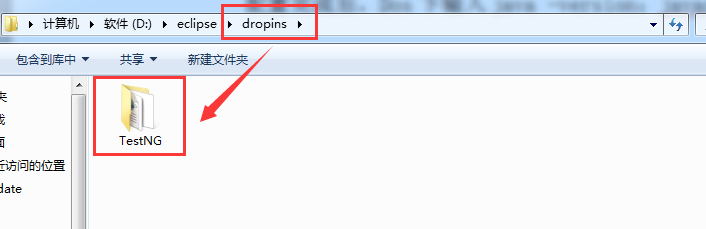 计算机 软件 (D:) eclipse dropins
包含到库中 共享 新建文件夹
夹
面
近访问的位置
date
TestNG